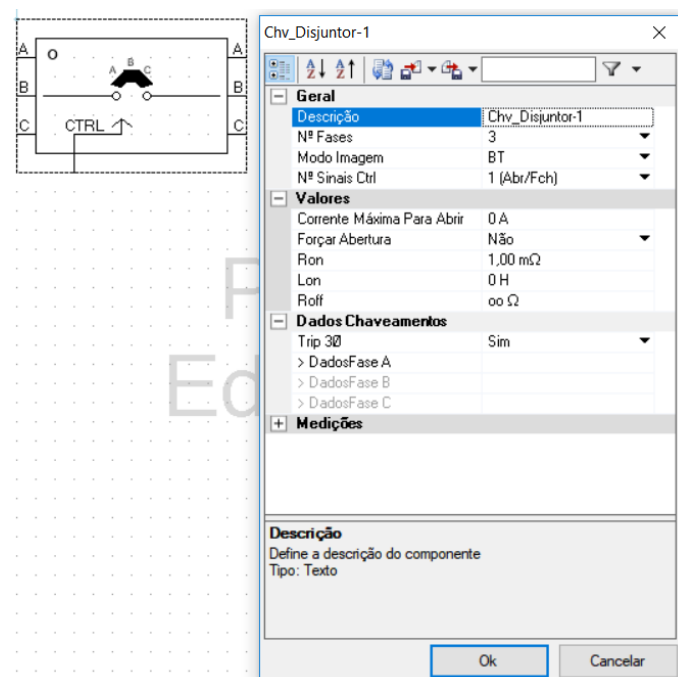 Chv_Disjuntor-1
A
O
A
A B C
B
B
C
CTRL
C
Geral
Descrição Chv_Disjuntor-1
Nº Fases 3
Modo Imagem BT
Nº Sinais Ctrl 1 (Abr/Fch)
Valores
Corrente Máxima Para Abrir 0 A
Forçar Abertura Não
Ron 1,00 mΩ
Lon 0 H
Roff oo Ω
Dados Chaveamentos
Trip 3Ø Sim
> DadosFase A
> DadosFase B
> DadosFase C
Medições
Descrição
Define a descrição do componente
Tipo: Texto
Ok Cancelar